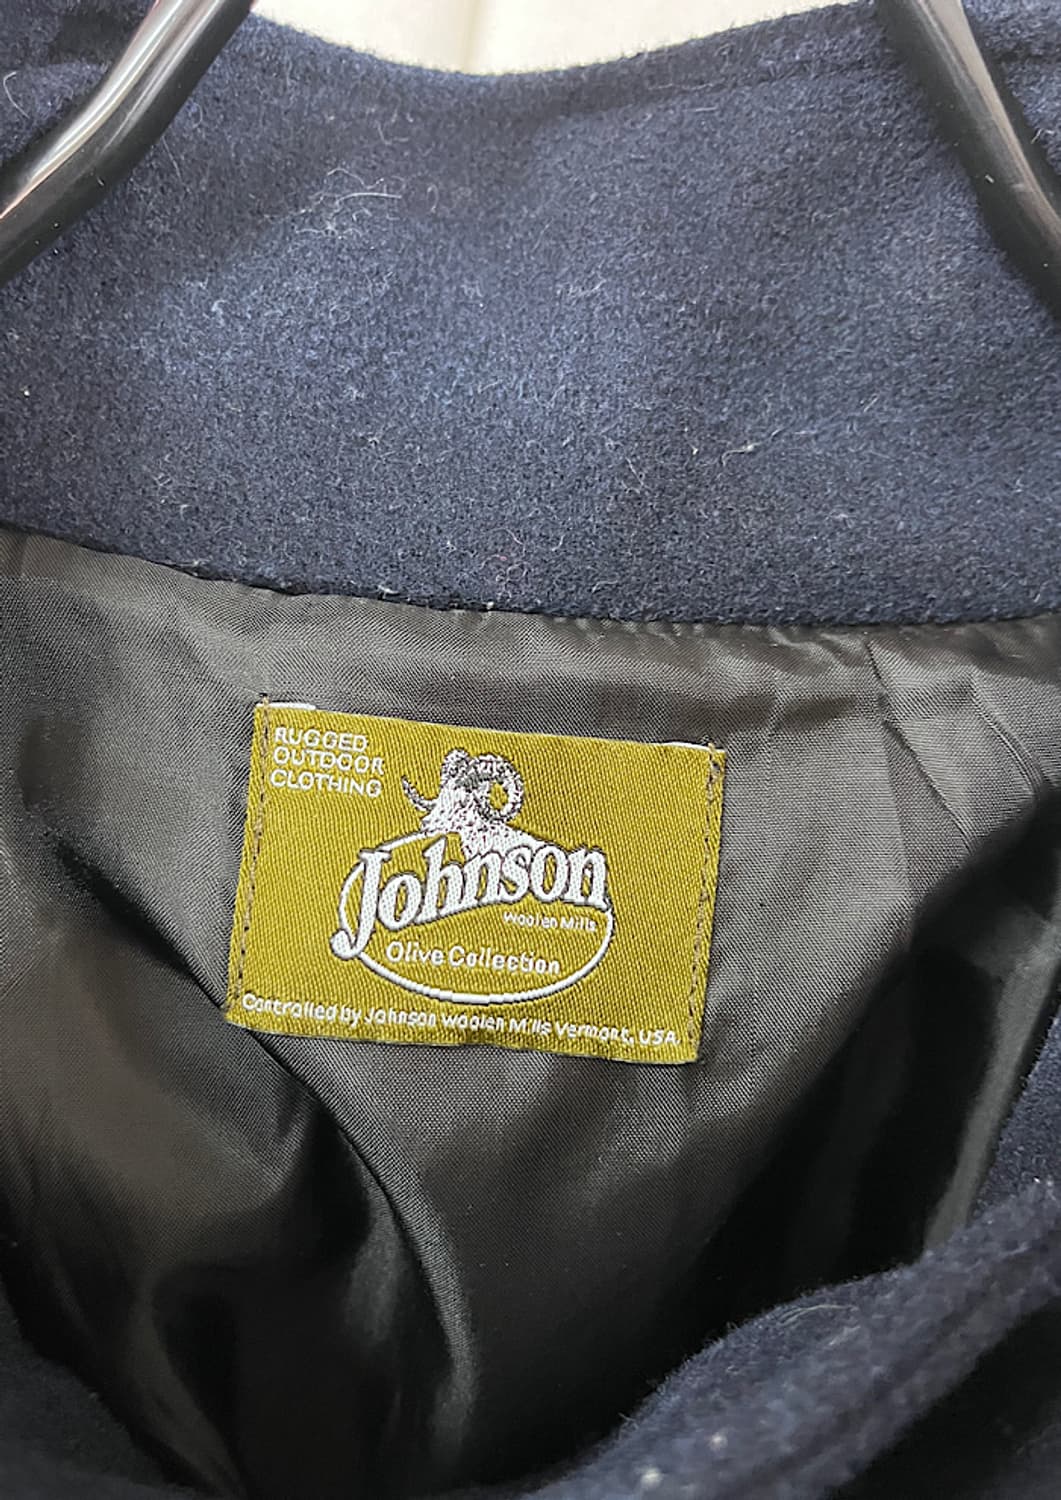 RUGGED
OUTDOOR
CLOTHING
Johnson
Woolen Mills
Olive Collection
Controlled by Johnson Woolen Mills Vermont, USA.